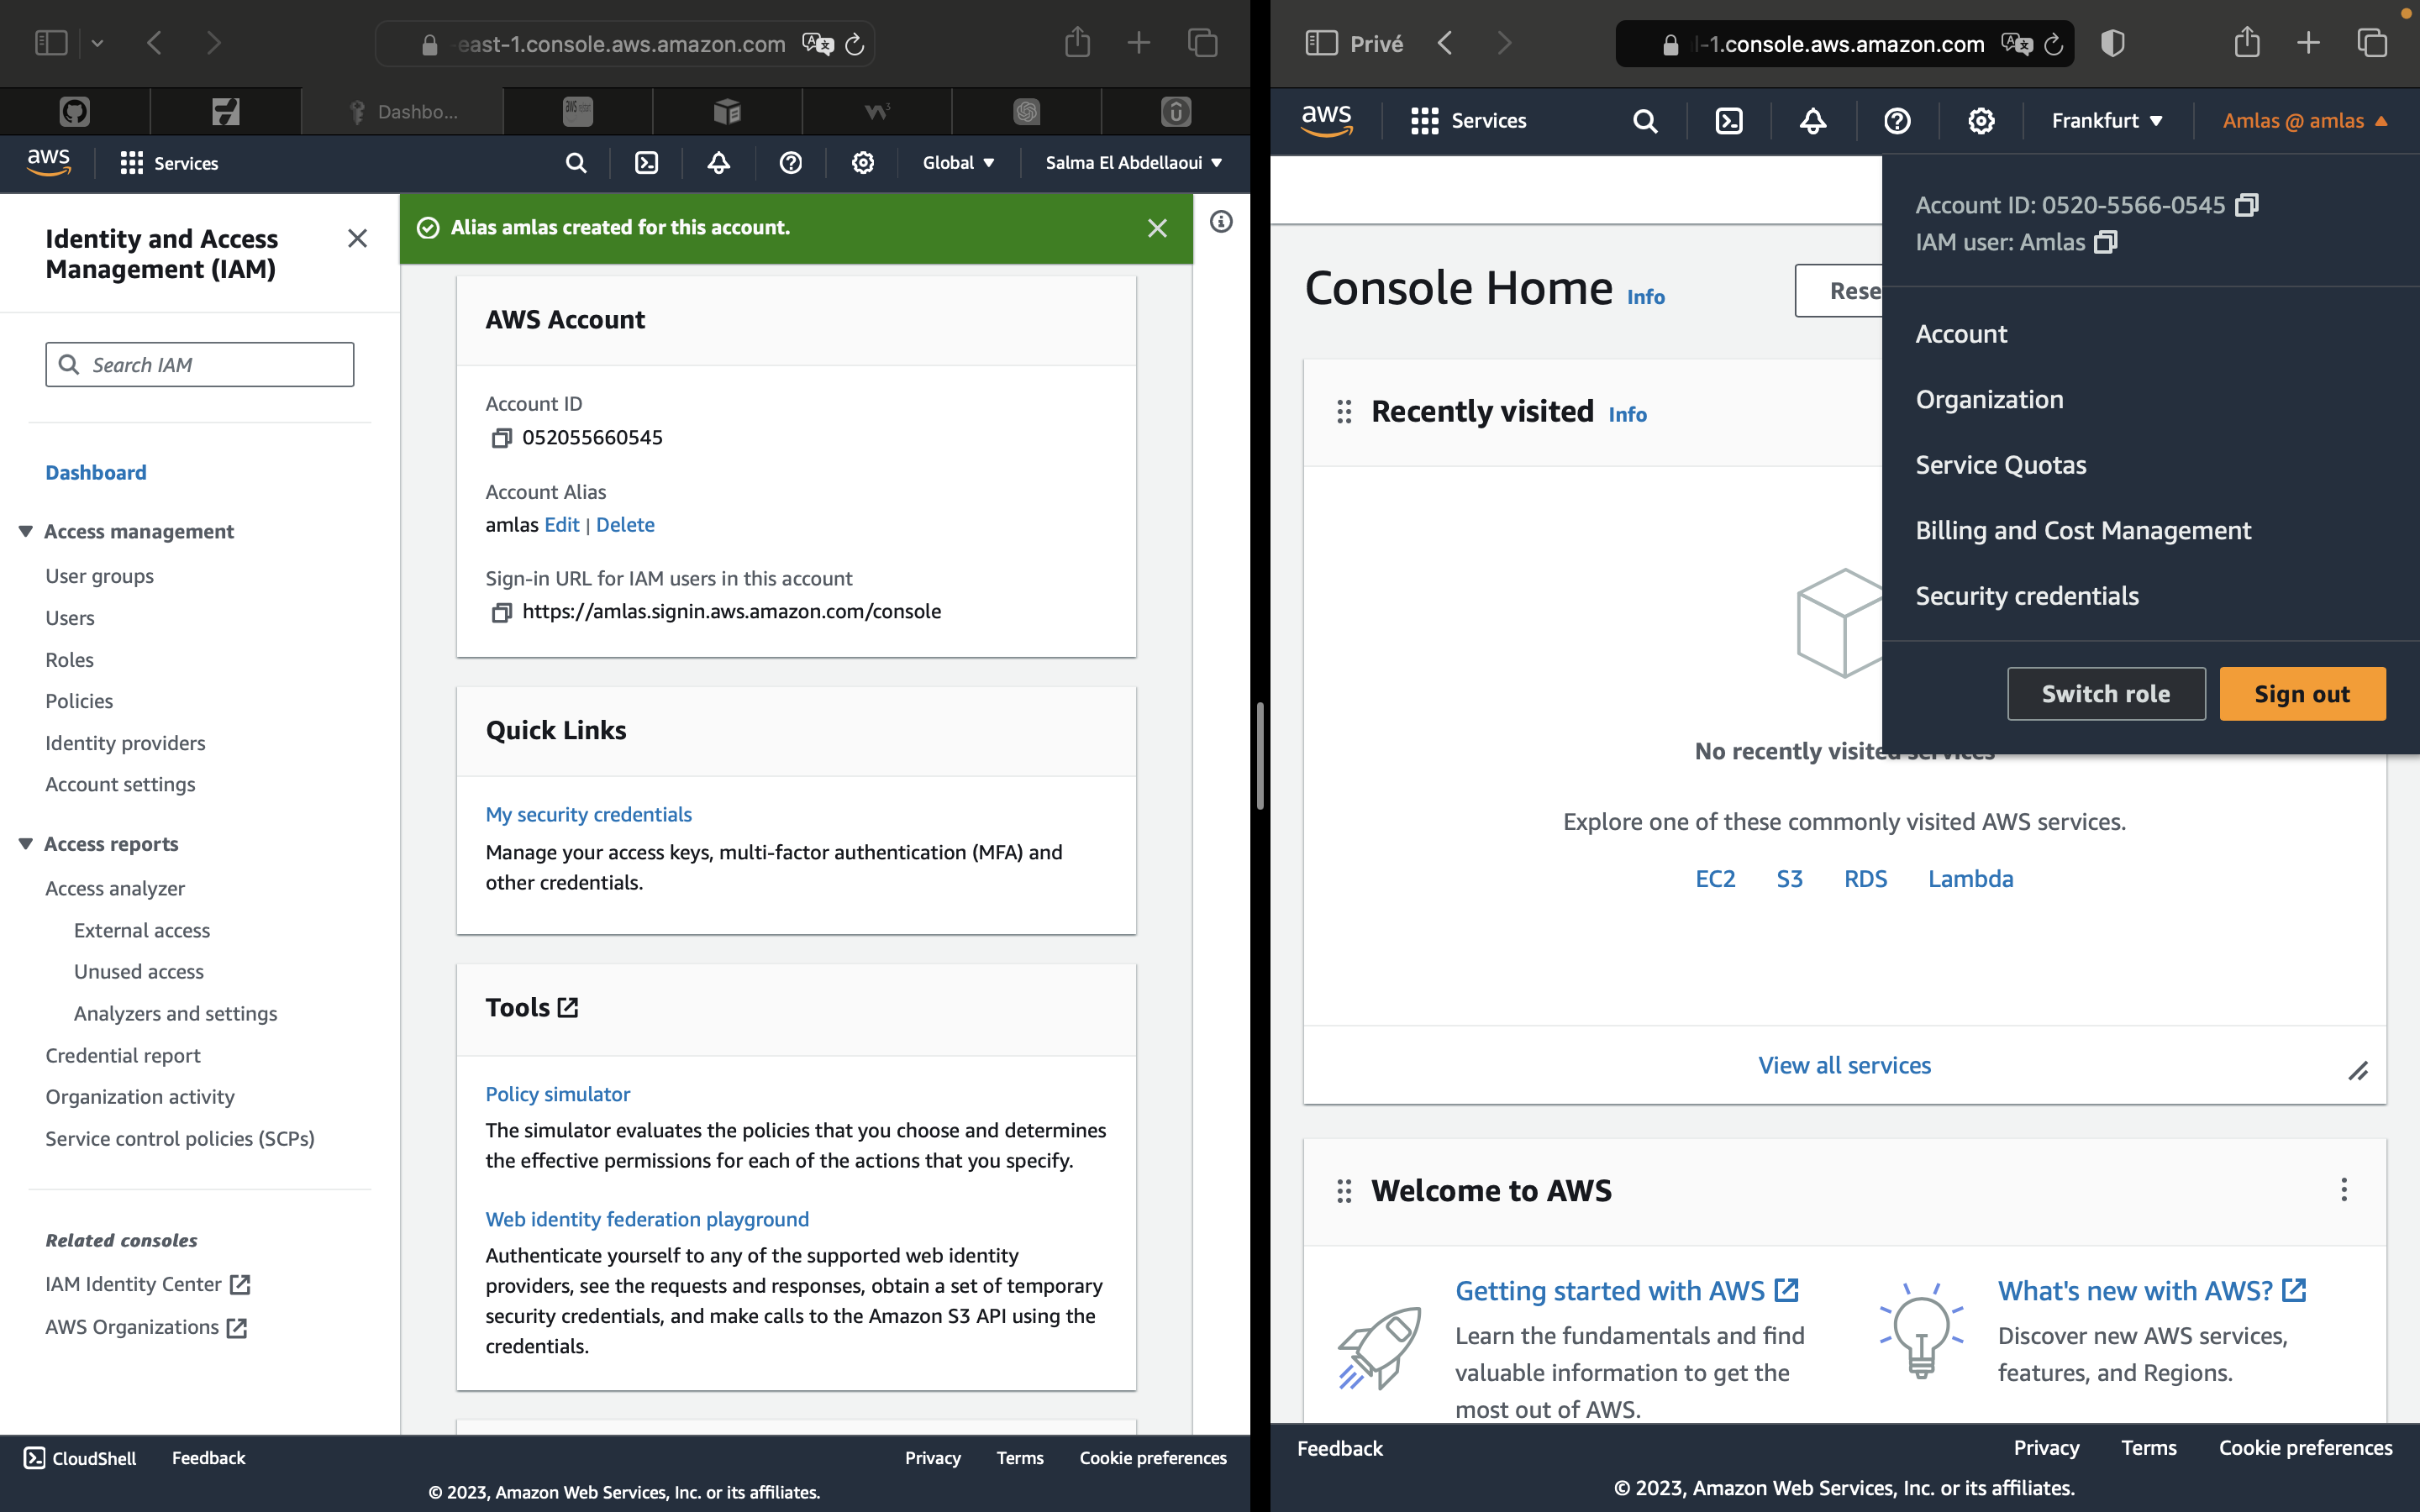 -east-1.console.aws.amazon.com
Dashbo...
aws
Services
Global
Salma El Abdellaoui
Identity and Access
Management (IAM)
Search IAM
Dashboard
Access management
User groups
Users
Roles
Policies
Identity providers
Account settings
Access reports
Access analyzer
External access
Unused access
Analyzers and settings
Credential report
Organization activity
Service control policies (SCPs)
Related consoles
IAM Identity Center
AWS Organizations
Alias amlas created for this account.
AWS Account
Account ID
052055660545
Account Alias
amlas Edit | Delete
Sign-in URL for IAM users in this account
https://amlas.signin.aws.amazon.com/console
Quick Links
My security credentials
Manage your access keys, multi-factor authentication (MFA) and
other credentials.
Tools
Policy simulator
The simulator evaluates the policies that you choose and determines
the effective permissions for each of the actions that you specify.
Web identity federation playground
Authenticate yourself to any of the supported web identity
providers, see the requests and responses, obtain a set of temporary
security credentials, and make calls to the Amazon S3 API using the
credentials.
CloudShell
Feedback
Privacy
Terms
Cookie preferences
© 2023, Amazon Web Services, Inc. or its affiliates.
Privé
l-1.console.aws.amazon.com
aws
Services
Frankfurt
Amlas @ amlas
Account ID: 0520-5566-0545
IAM user: Amlas
Account
Organization
Service Quotas
Billing and Cost Management
Security credentials
Switch role
Sign out
Console Home Info
Rese
Recently visited Info
No recently visited services
Explore one of these commonly visited AWS services.
EC2 S3 RDS Lambda
View all services
Welcome to AWS
Getting started with AWS
Learn the fundamentals and find
valuable information to get the
most out of AWS.
What's new with AWS?
Discover new AWS services,
features, and Regions.
Feedback
Privacy
Terms
Cookie preferences
© 2023, Amazon Web Services, Inc. or its affiliates.